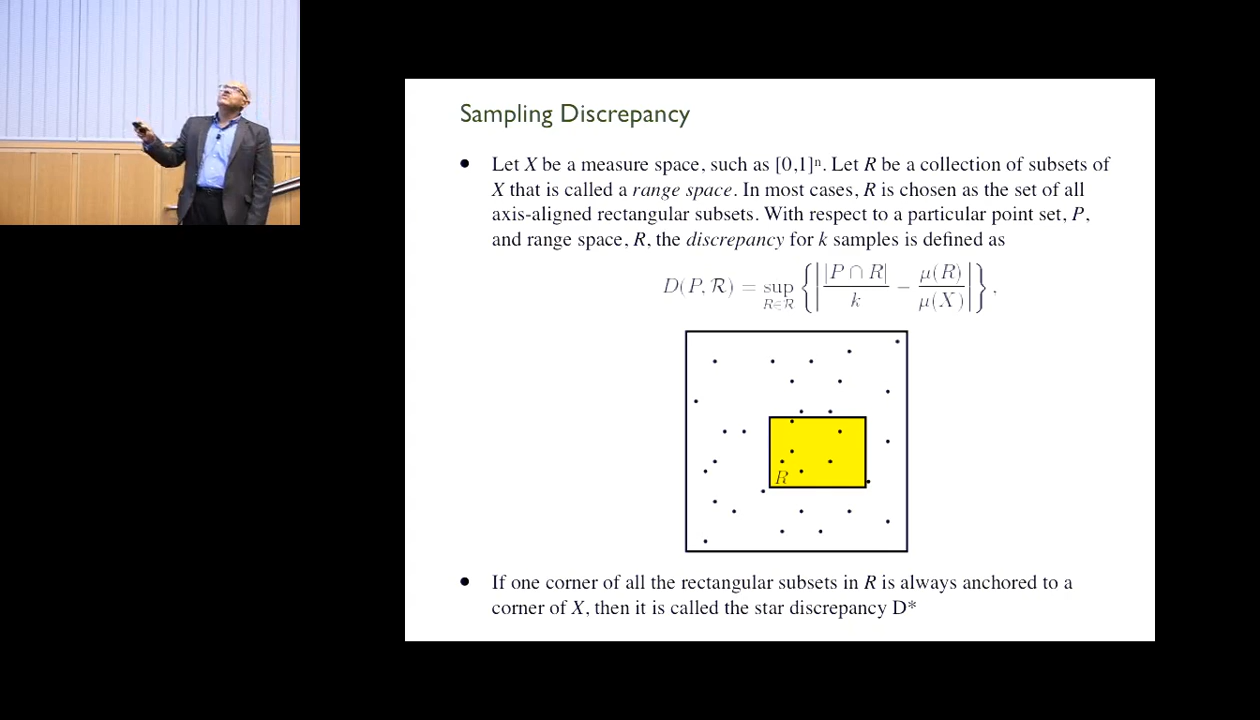 Sampling Discrepancy
• Let X be a measure space, such as [0,1]ⁿ. Let R be a collection of subsets of
X that is called a range space. In most cases, R is chosen as the set of all
axis-aligned rectangular subsets. With respect to a particular point set, P,
and range space, R, the discrepancy for k samples is defined as
D(P, ℛ) = sup_{R∈ℛ} { | |P ∩ R| / k − μ(R) / μ(X) | } .
R
• If one corner of all the rectangular subsets in R is always anchored to a
corner of X, then it is called the star discrepancy D*